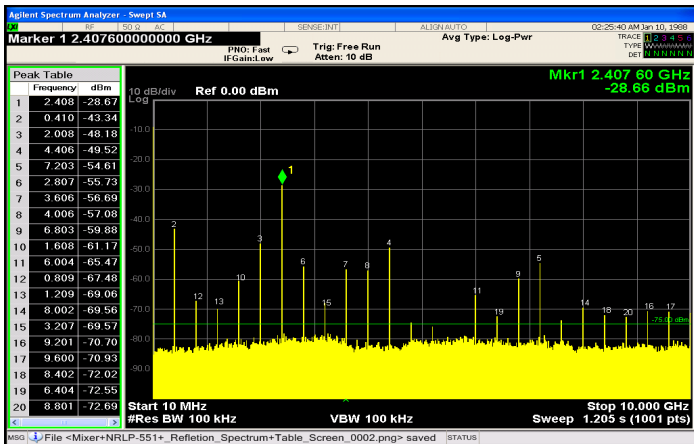 Agilent Spectrum Analyzer - Swept SA
RF 50 Ω AC SENSE:INT ALIGN AUTO 02:25:40 AM Jan 10, 1988
Marker 1 2.407600000000 GHz
PNO: Fast
IFGain:Low
Trig: Free Run
Atten: 10 dB
Avg Type: Log-Pwr
TRACE 1 2 3 4 5 6
TYPE
DET N N N N N N
Peak Table
Frequency dBm
1 2.408 -28.67
2 0.410 -43.34
3 2.008 -48.18
4 4.406 -49.52
5 7.203 -54.61
6 2.807 -55.73
7 3.606 -56.69
8 4.006 -57.08
9 6.803 -59.88
10 1.608 -61.17
11 6.004 -65.47
12 0.809 -67.48
13 1.209 -69.06
14 8.002 -69.56
15 3.207 -69.57
16 9.201 -70.70
17 9.600 -70.93
18 8.402 -72.02
19 6.404 -72.55
20 8.801 -72.69
Mkr1 2.407 60 GHz
-28.66 dBm
10 dB/div Ref 0.00 dBm
Log
-10.0
-20.0
-30.0
-40.0
-50.0
-60.0
-70.0
-80.0
-90.0
1
2
3
4
5
6
7
8
9
10
11
12
13
14
15
16
17
18
19
20
-75.00 dBm
Start 10 MHz Stop 10.000 GHz
#Res BW 100 kHz VBW 100 kHz Sweep 1.205 s (1001 pts)
MSG File <Mixer+NRLP-551+_Refletion_Spectrum+Table_Screen_0002.png> saved STATUS